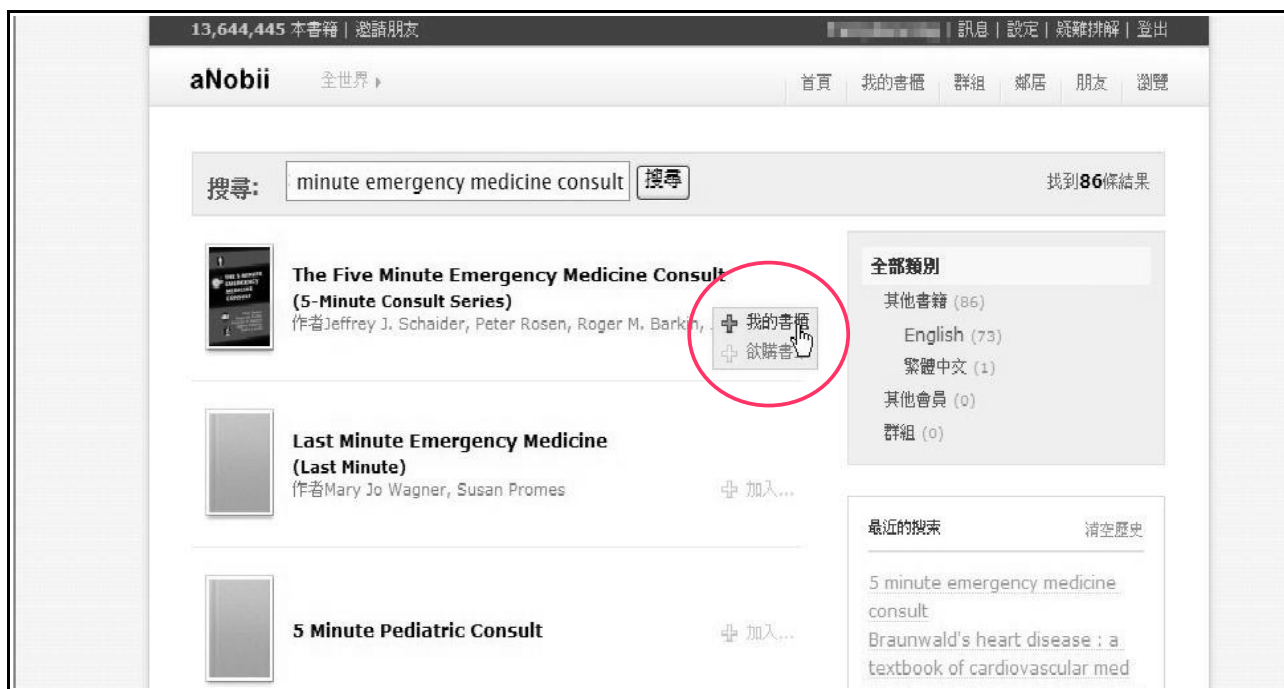 13,644,445 本書籍 | 邀請朋友
| 訊息 | 設定 | 疑難排解 | 登出
aNobii 全世界
首頁 我的書櫃 群組 鄰居 朋友 瀏覽
搜尋: minute emergency medicine consult 搜尋
找到86條結果
THE 5 MINUTE
EMERGENCY
MEDICINE
CONSULT
The Five Minute Emergency Medicine Consult
(5-Minute Consult Series)
作者Jeffrey J. Schaider, Peter Rosen, Roger M. Barkin,
我的書櫃
欲購書
Last Minute Emergency Medicine
(Last Minute)
作者Mary Jo Wagner, Susan Promes
加入...
5 Minute Pediatric Consult
加入...
全部類別
其他書籍 (86)
English (73)
繁體中文 (1)
其他會員 (0)
群組 (0)
最近的搜索 清空歷史
5 minute emergency medicine
consult
Braunwald's heart disease : a
textbook of cardiovascular med